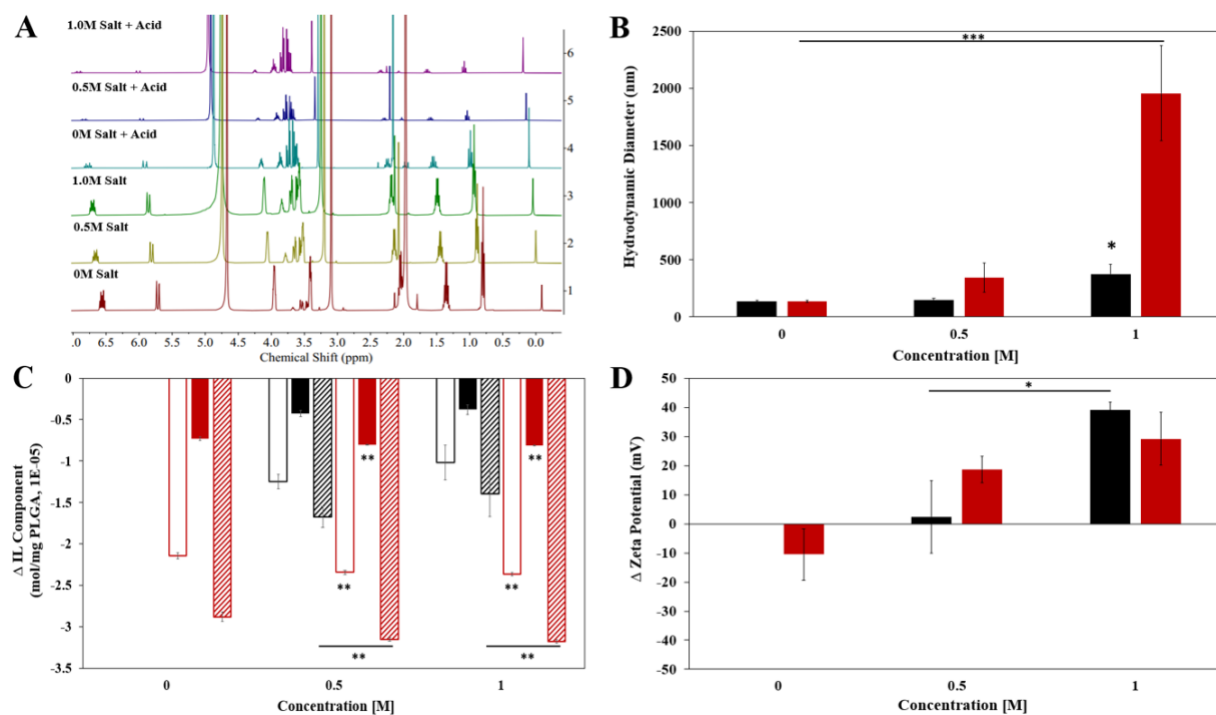 A
1.0M Salt + Acid
0.5M Salt + Acid
0M Salt + Acid
1.0M Salt
0.5M Salt
0M Salt
6
5
4
3
2
1
7.0 6.5 6.0 5.5 5.0 4.5 4.0 3.5 3.0 2.5 2.0 1.5 1.0 0.5 0.0
Chemical Shift (ppm)
B
***
*
2500
2000
1500
1000
500
0
Hydrodynamic Diameter (nm)
0 0.5 1
Concentration [M]
C
0
-0.5
-1
-1.5
-2
-2.5
-3
-3.5
Δ IL Component
(mol/mg PLGA, 1E-05)
** **
** **
** **
0 0.5 1
Concentration [M]
D
*
50
40
30
20
10
0
-10
-20
-30
-40
-50
Δ Zeta Potential (mV)
0 0.5 1
Concentration [M]